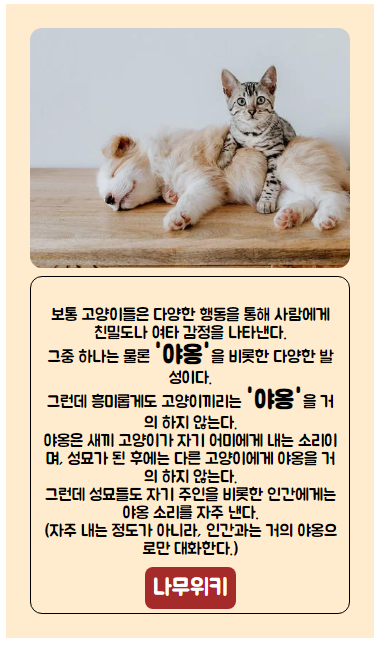 보통 고양이들은 다양한 행동을 통해 사람에게
친밀도나 여타 감정을 나타낸다.
그중 하나는 물론 '야옹'을 비롯한 다양한 발
성이다.
그런데 흥미롭게도 고양이끼리는 '야옹'을 거
의 하지 않는다.
야옹은 새끼 고양이가 자기 어미에게 내는 소리이
며, 성묘가 된 후에는 다른 고양이에게 야옹을 거
의 하지 않는다.
그런데 성묘들도 자기 주인을 비롯한 인간에게는
야옹 소리를 자주 낸다.
(자주 내는 정도가 아니라, 인간과는 거의 야옹으
로만 대화한다.)
나무위키